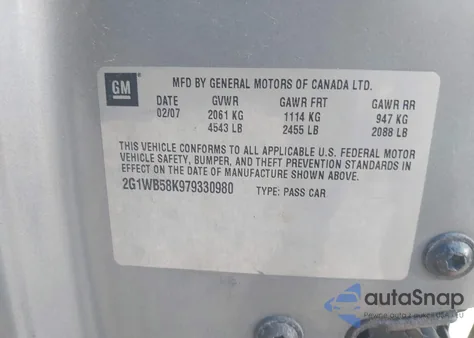 GM
MFD BY GENERAL MOTORS OF CANADA LTD.
DATE GVWR GAWR FRT GAWR RR
02/07 2061 KG 1114 KG 947 KG
4543 LB 2455 LB 2088 LB
THIS VEHICLE CONFORMS TO ALL APPLICABLE U.S. FEDERAL MOTOR
VEHICLE SAFETY, BUMPER, AND THEFT PREVENTION STANDARDS IN
EFFECT ON THE DATE OF MANUFACTURE SHOWN ABOVE.
2G1WB58K979330980 TYPE: PASS CAR
autoSnap